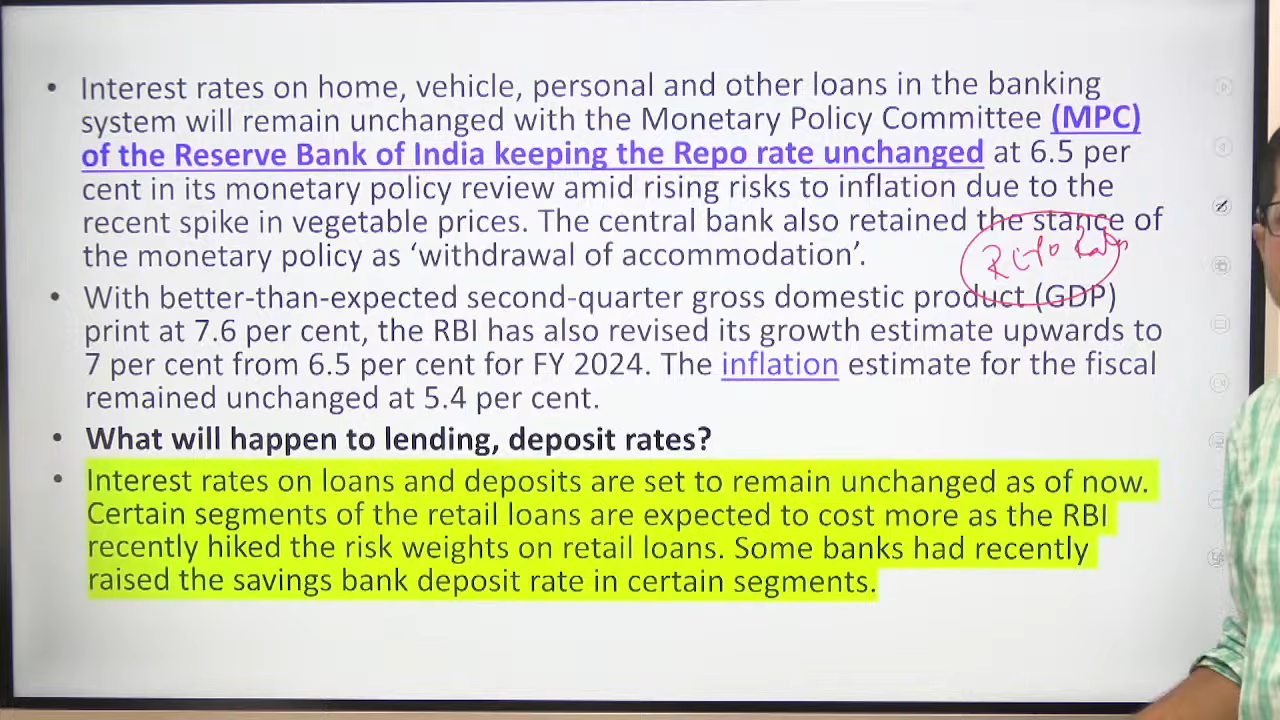 • Interest rates on home, vehicle, personal and other loans in the banking
system will remain unchanged with the Monetary Policy Committee (MPC)
of the Reserve Bank of India keeping the Repo rate unchanged at 6.5 per
cent in its monetary policy review amid rising risks to inflation due to the
recent spike in vegetable prices. The central bank also retained the stance of
the monetary policy as ‘withdrawal of accommodation’.
Repo Rate
• With better-than-expected second-quarter gross domestic product (GDP)
print at 7.6 per cent, the RBI has also revised its growth estimate upwards to
7 per cent from 6.5 per cent for FY 2024. The inflation estimate for the fiscal
remained unchanged at 5.4 per cent.
• What will happen to lending, deposit rates?
• Interest rates on loans and deposits are set to remain unchanged as of now.
Certain segments of the retail loans are expected to cost more as the RBI
recently hiked the risk weights on retail loans. Some banks had recently
raised the savings bank deposit rate in certain segments.